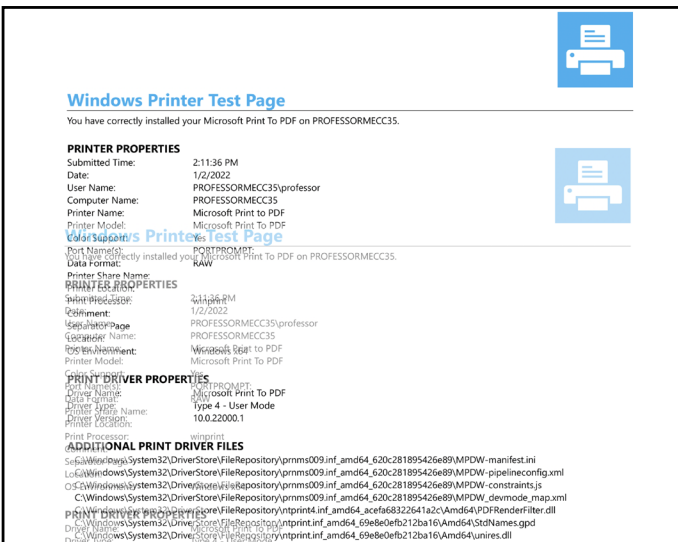 Windows Printer Test Page
You have correctly installed your Microsoft Print To PDF on PROFESSORMECC35.
PRINTER PROPERTIES
Submitted Time: 2:11:36 PM
Date: 1/2/2022
User Name: PROFESSORMECC35\professor
Computer Name: PROFESSORMECC35
Printer Name: Microsoft Print to PDF
Printer Model: Microsoft Print To PDF
Color Support: Yes
Windows Printer Test Page
Port Name(s): PORTPROMPT:
You have correctly installed your Microsoft Print To PDF on PROFESSORMECC35.
Data Format: RAW
Printer Share Name:
Printer Location:
PRINTER PROPERTIES
Submitted Time: 2:11:36 PM
Print Processor: winprint
Date: 1/2/2022
Comment:
User Name: PROFESSORMECC35\professor
Separator Page
Computer Name: PROFESSORMECC35
Location:
Printer Name: Microsoft Print to PDF
OS Environment: Windows x64
Printer Model: Microsoft Print To PDF
Color Support: Yes
PRINT DRIVER PROPERTIES
Port Name(s): PORTPROMPT:
Driver Name: Microsoft Print To PDF
Data Format: RAW
Driver Type: Type 4 - User Mode
Printer Share Name:
Driver Version: 10.0.22000.1
Printer Location:
Print Processor: winprint
ADDITIONAL PRINT DRIVER FILES
Comment:
Separator Page
C:\Windows\System32\DriverStore\FileRepository\prnms009.inf_amd64_620c281895426e89\MPDW-manifest.ini
C:\Windows\System32\DriverStore\FileRepository\prnms009.inf_amd64_620c281895426e89\MPDW-pipelineconfig.xml
OS Environment: Windows x64
C:\Windows\System32\DriverStore\FileRepository\prnms009.inf_amd64_620c281895426e89\MPDW-constraints.js
C:\Windows\System32\DriverStore\FileRepository\prnms009.inf_amd64_620c281895426e89\MPDW_devmode_map.xml
C:\Windows\System32\DriverStore\FileRepository\ntprint4.inf_amd64_acefa68322641a2c\Amd64\PDFRenderFilter.dll
PRINT DRIVER PROPERTIES
C:\Windows\System32\DriverStore\FileRepository\ntprint.inf_amd64_69e8e0efb212ba16\Amd64\StdNames.gpd
Driver Name: Microsoft Print To PDF
C:\Windows\System32\DriverStore\FileRepository\ntprint.inf_amd64_69e8e0efb212ba16\Amd64\unires.dll